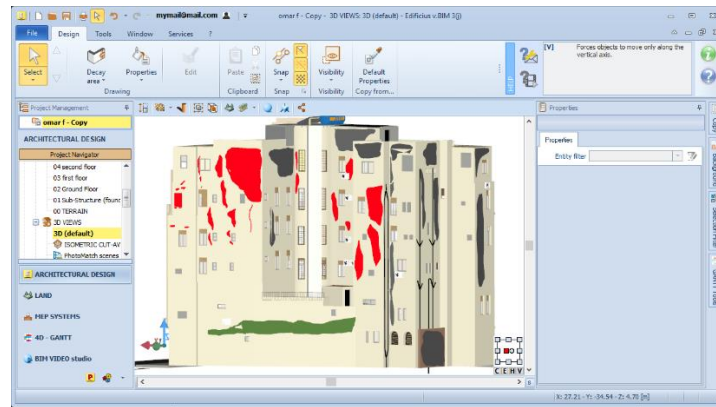 mymail@mail.com
omar f - Copy - 3D VIEWS: 3D (default) - Edificius v.BIM 3(j)
File Design Tools Window Services ?
Select
Decay area
Properties
Edit
Paste
Snap
Visibility
Default Properties
Drawing Clipboard Snap Visibility Copy from...
HELP
[V] Forces objects to move only along the vertical axis.
Project Management
omar f - Copy
ARCHITECTURAL DESIGN
Project Navigator
04 second floor
03 first floor
02 Ground Floor
01 Sub-Structure (found
00 TERRAIN
3D VIEWS
3D (default)
ISOMETRIC CUT-AV
PhotoMatch scenes
ARCHITECTURAL DESIGN
LAND
MEP SYSTEMS
4D - GANTT
BIM VIDEO studio
C E H V
Properties
Properties
Entity filter
X: 27.21 - Y: -34.54 - Z: 4.75 [m]